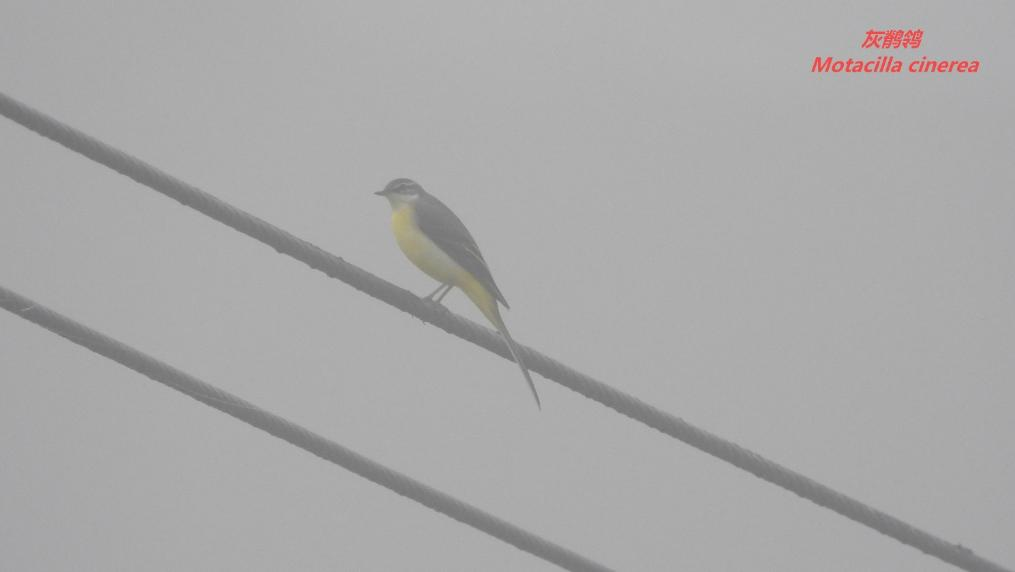 灰鹡鸰
Motacilla cinerea